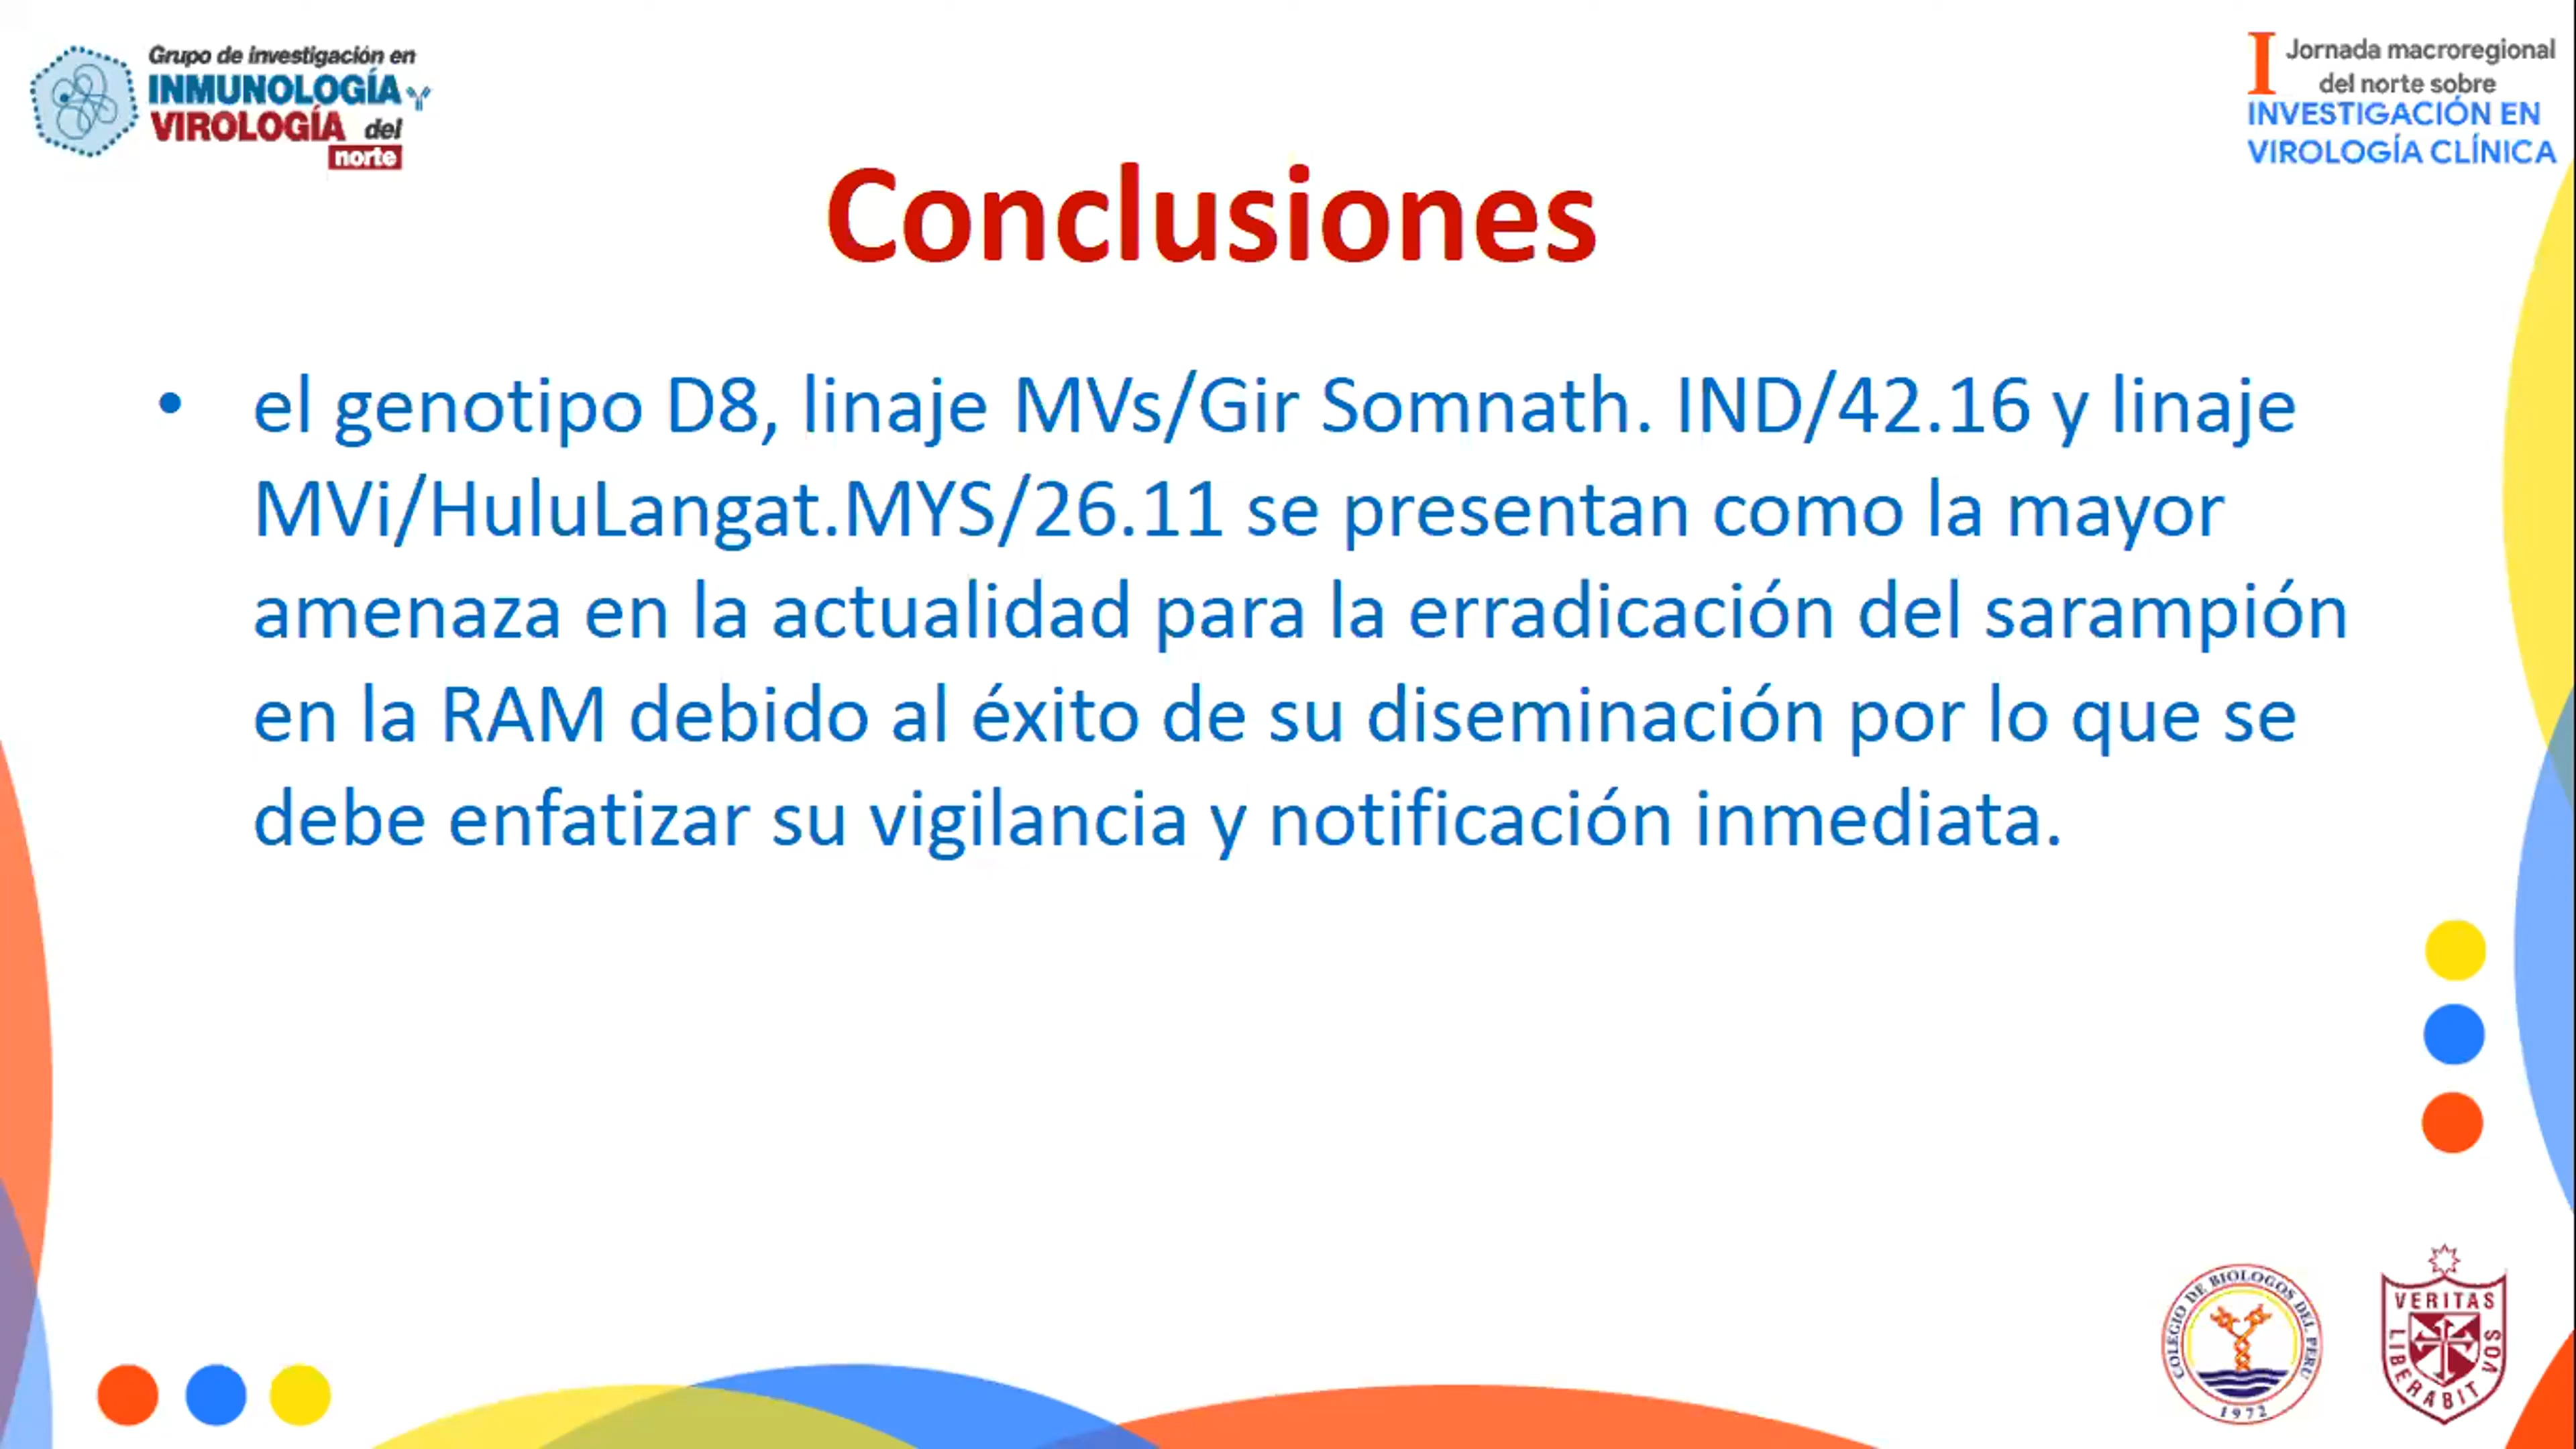 Grupo de investigación en
INMUNOLOGÍA Y
VIROLOGÍA del
norte
I Jornada macroregional
del norte sobre
INVESTIGACIÓN EN
VIROLOGÍA CLÍNICA
Conclusiones
• el genotipo D8, linaje MVs/Gir Somnath. IND/42.16 y linaje
MVi/HuluLangat.MYS/26.11 se presentan como la mayor
amenaza en la actualidad para la erradicación del sarampión
en la RAM debido al éxito de su diseminación por lo que se
debe enfatizar su vigilancia y notificación inmediata.
COLEGIO DE BIOLOGOS DEL PERU
1972
VERITAS
LIBERABIT VOS